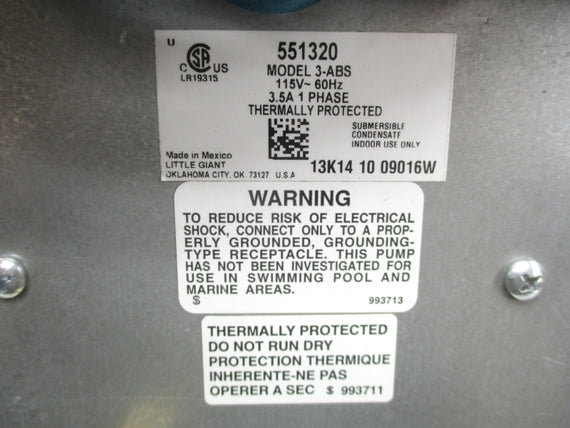 U
C US
LR19315
551320
MODEL 3-ABS
115V~ 60Hz
3.5A 1 PHASE
THERMALLY PROTECTED
SUBMERSIBLE
CONDENSATE
INDOOR USE ONLY
Made in Mexico
LITTLE GIANT
OKLAHOMA CITY, OK. 73127 U.S.A
13K14 10 09016W
WARNING
TO REDUCE RISK OF ELECTRICAL
SHOCK, CONNECT ONLY TO A PROP-
ERLY GROUNDED, GROUNDING-
TYPE RECEPTACLE. THIS PUMP
HAS NOT BEEN INVESTIGATED FOR
USE IN SWIMMING POOL AND
MARINE AREAS.
$ 993713
THERMALLY PROTECTED
DO NOT RUN DRY
PROTECTION THERMIQUE
INHERENTE-NE PAS
OPERER A SEC $ 993711